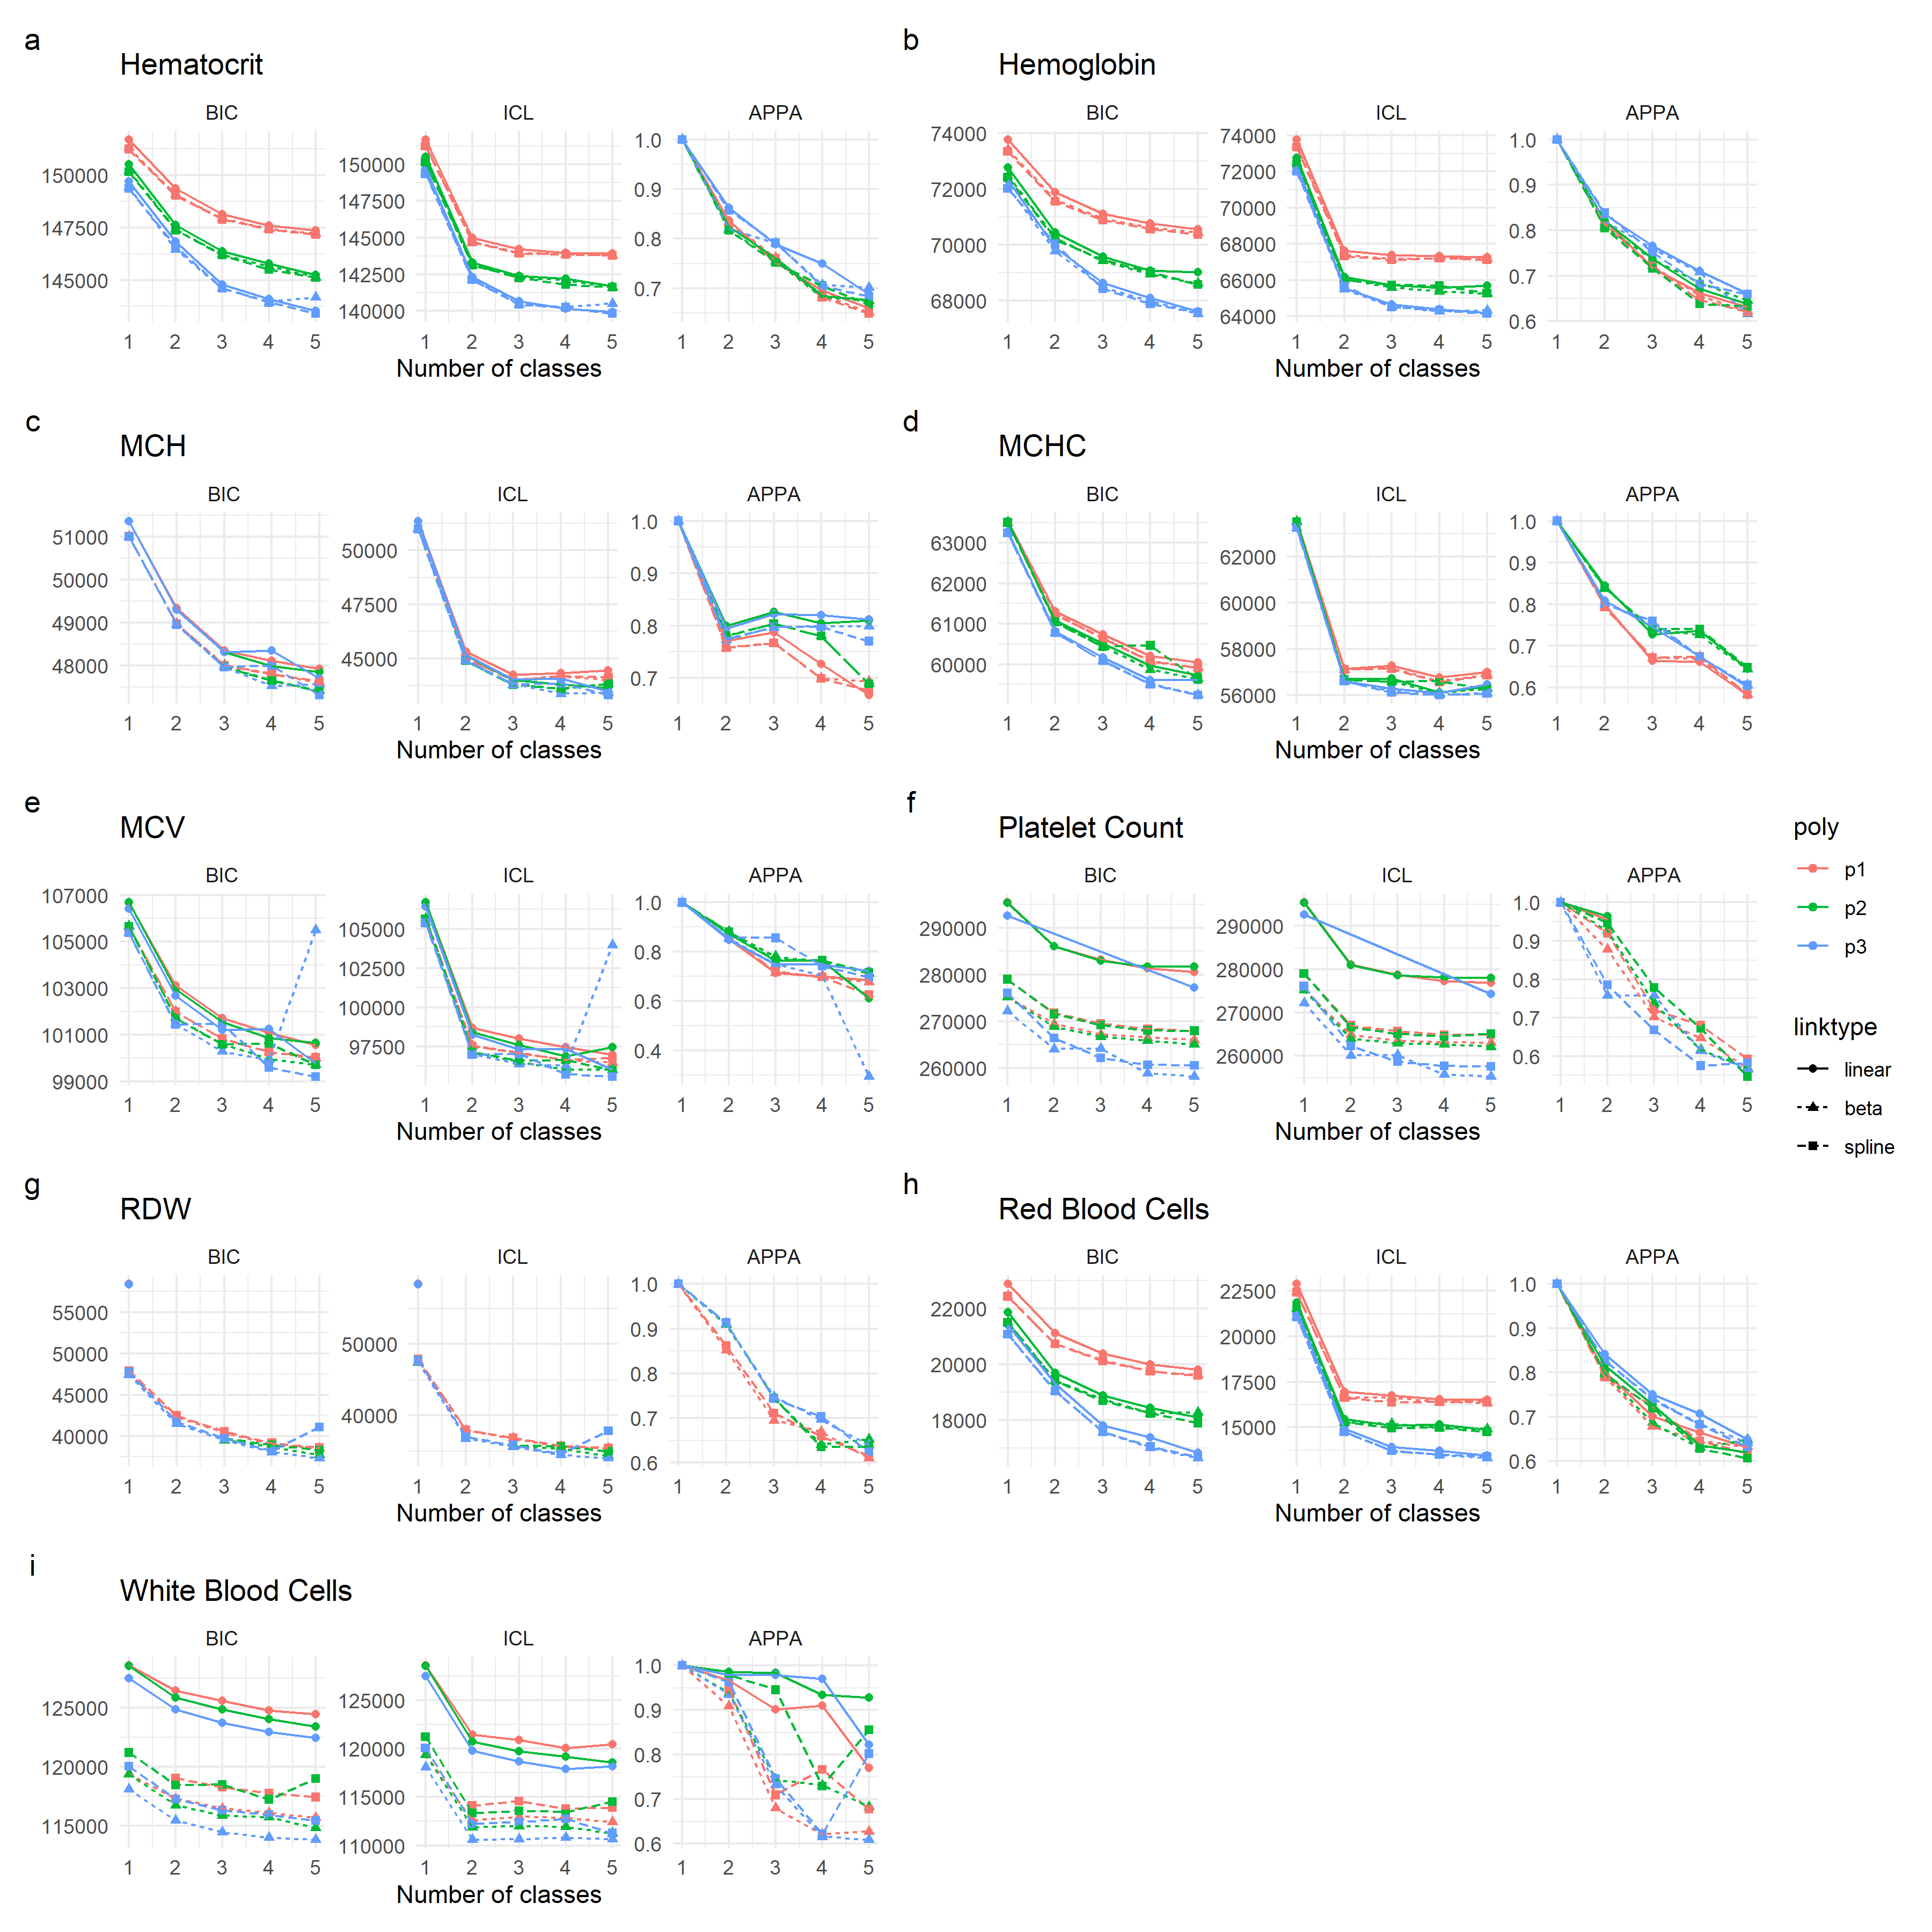 a
Hematocrit
BIC
ICL
APPA
150000
147500
145000
150000
147500
145000
142500
140000
1.0
0.9
0.8
0.7
1 2 3 4 5
1 2 3 4 5
1 2 3 4 5
Number of classes
b
Hemoglobin
BIC
ICL
APPA
74000
72000
70000
68000
74000
72000
70000
68000
66000
64000
1.0
0.9
0.8
0.7
0.6
1 2 3 4 5
1 2 3 4 5
1 2 3 4 5
Number of classes
c
MCH
BIC
ICL
APPA
51000
50000
49000
48000
50000
47500
45000
1.0
0.9
0.8
0.7
1 2 3 4 5
1 2 3 4 5
1 2 3 4 5
Number of classes
d
MCHC
BIC
ICL
APPA
63000
62000
61000
60000
62000
60000
58000
56000
1.0
0.9
0.8
0.7
0.6
1 2 3 4 5
1 2 3 4 5
1 2 3 4 5
Number of classes
e
MCV
BIC
ICL
APPA
107000
105000
103000
101000
99000
105000
102500
100000
97500
1.0
0.8
0.6
0.4
1 2 3 4 5
1 2 3 4 5
1 2 3 4 5
Number of classes
f
Platelet Count
BIC
ICL
APPA
290000
280000
270000
260000
290000
280000
270000
260000
1.0
0.9
0.8
0.7
0.6
1 2 3 4 5
1 2 3 4 5
1 2 3 4 5
Number of classes
poly
p1
p2
p3
linktype
linear
beta
spline
g
RDW
BIC
ICL
APPA
55000
50000
45000
40000
50000
40000
1.0
0.9
0.8
0.7
0.6
1 2 3 4 5
1 2 3 4 5
1 2 3 4 5
Number of classes
h
Red Blood Cells
BIC
ICL
APPA
22000
20000
18000
22500
20000
17500
15000
1.0
0.9
0.8
0.7
0.6
1 2 3 4 5
1 2 3 4 5
1 2 3 4 5
Number of classes
i
White Blood Cells
BIC
ICL
APPA
125000
120000
115000
125000
120000
115000
110000
1.0
0.9
0.8
0.7
0.6
1 2 3 4 5
1 2 3 4 5
1 2 3 4 5
Number of classes